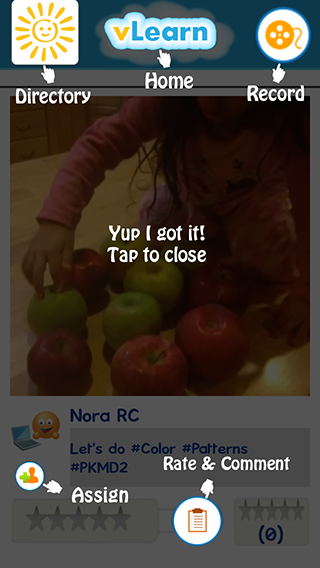 vLearn
Directory
Home
Record
Yup I got it!
Tap to close
Nora RC
Let's do #Color #Patterns
#PKMD2
Rate & Comment
Assign
(0)